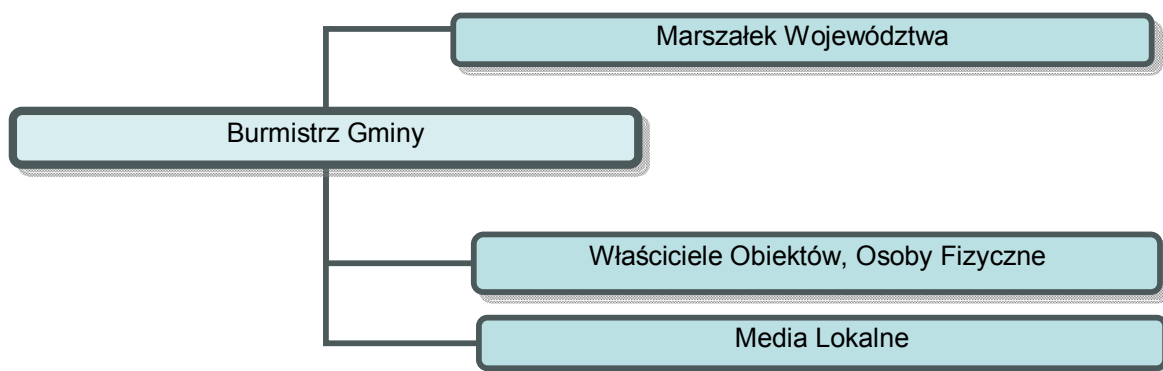 Marszałek Województwa
Burmistrz Gminy
Właściciele Obiektów, Osoby Fizyczne
Media Lokalne